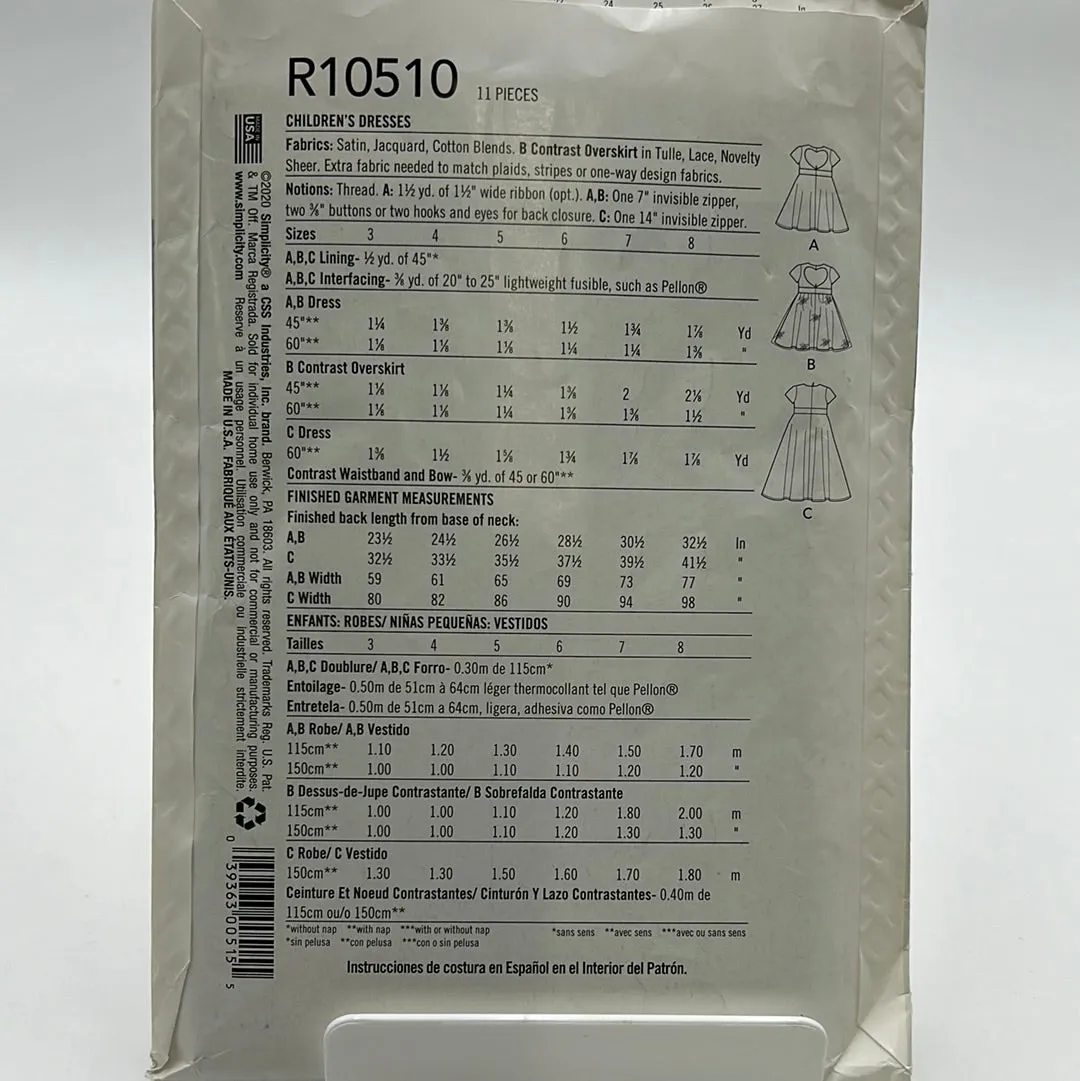 24 25 27 In
R10510 11 PIECES
CHILDREN'S DRESSES
Fabrics: Satin, Jacquard, Cotton Blends. B Contrast Overskirt in Tulle, Lace, Novelty
Sheer. Extra fabric needed to match plaids, stripes or one-way design fabrics.
Notions: Thread. A: 1½ yd. of 1½" wide ribbon (opt.). A,B: One 7" invisible zipper,
two ⅝" buttons or two hooks and eyes for back closure. C: One 14" invisible zipper.
Sizes 3 4 5 6 7 8
A,B,C Lining- ½ yd. of 45"*
A,B,C Interfacing- ⅝ yd. of 20" to 25" lightweight fusible, such as Pellon®
A,B Dress
45"** 1¼ 1⅜ 1⅜ 1½ 1¾ 1⅞ Yd
60"** 1⅛ 1⅛ 1⅛ 1¼ 1¼ 1⅜ "
B Contrast Overskirt
45"** 1⅛ 1⅛ 1¼ 1⅜ 2 2⅛ Yd
60"** 1⅛ 1⅛ 1¼ 1⅜ 1⅜ 1½ "
C Dress
60"** 1⅜ 1½ 1⅝ 1¾ 1⅞ 1⅞ Yd
Contrast Waistband and Bow- ⅜ yd. of 45 or 60"**
FINISHED GARMENT MEASUREMENTS
Finished back length from base of neck:
A,B 23½ 24½ 26½ 28½ 30½ 32½ In
C 32½ 33½ 35½ 37½ 39½ 41½ "
A,B Width 59 61 65 69 73 77 "
C Width 80 82 86 90 94 98 "
ENFANTS: ROBES/ NIÑAS PEQUEÑAS: VESTIDOS
Tailles 3 4 5 6 7 8
A,B,C Doublure/ A,B,C Forro- 0.30m de 115cm*
Entoilage- 0.50m de 51cm à 64cm léger thermocollant tel que Pellon®
Entretela- 0.50m de 51cm a 64cm, ligera, adhesiva como Pellon®
A,B Robe/ A,B Vestido
115cm** 1.10 1.20 1.30 1.40 1.50 1.70 m
150cm** 1.00 1.00 1.10 1.10 1.20 1.20 "
B Dessus-de-Jupe Contrastante/ B Sobrefalda Contrastante
115cm** 1.00 1.00 1.10 1.20 1.80 2.00 m
150cm** 1.00 1.00 1.10 1.20 1.30 1.30 "
C Robe/ C Vestido
150cm** 1.30 1.30 1.50 1.60 1.70 1.80 m
Ceinture Et Noeud Contrastantes/ Cinturón Y Lazo Contrastantes- 0.40m de
115cm ou/o 150cm**
*without nap **with nap ***with or without nap *sans sens **avec sens ***avec ou sans sens
*sin pelusa **con pelusa ***con o sin pelusa
Instrucciones de costura en Español en el Interior del Patrón.
A
B
C
MADE IN
USA
©2020 Simplicity® a CSS Industries, Inc. brand. Berwick, PA 18603. All rights reserved. Trademarks Reg. U.S. Pat.
& TM Off. Marca Registrada. Sold for individual home use only and not for commercial or manufacturing purposes.
www.simplicity.com Reservé à un usage personnel. Utilisation commerciale ou industrielle strictement interdite.
MADE IN U.S.A. FABRIQUÉ AUX ÉTATS-UNIS.
0 39363 00515 5